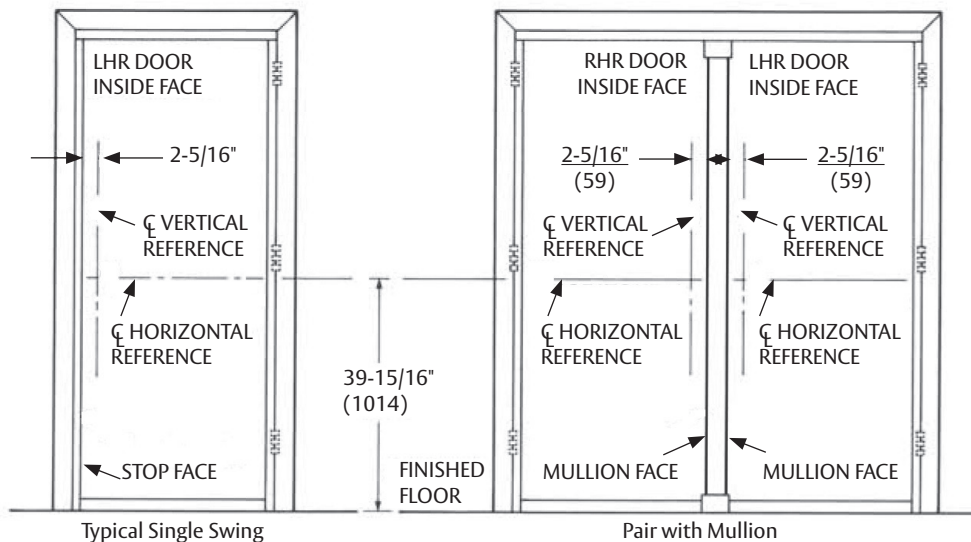 LHR DOOR
INSIDE FACE
2-5/16"
℄ VERTICAL
REFERENCE
℄ HORIZONTAL
REFERENCE
STOP FACE
Typical Single Swing
39-15/16"
(1014)
FINISHED
FLOOR
RHR DOOR
INSIDE FACE
LHR DOOR
INSIDE FACE
2-5/16"
(59)
2-5/16"
(59)
℄ VERTICAL
REFERENCE
℄ VERTICAL
REFERENCE
℄ HORIZONTAL
REFERENCE
℄ HORIZONTAL
REFERENCE
MULLION FACE
MULLION FACE
Pair with Mullion